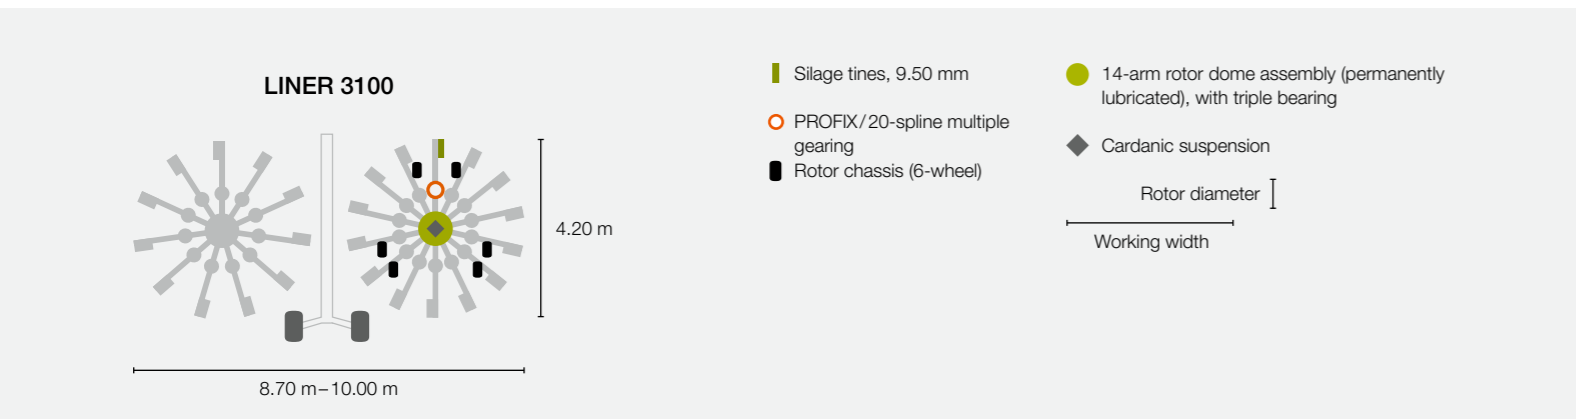 LINER 3100
4.20 m
8.70 m–10.00 m
Silage tines, 9.50 mm
PROFIX/20-spline multiple
gearing
Rotor chassis (6-wheel)
14-arm rotor dome assembly (permanently
lubricated), with triple bearing
Cardanic suspension
Rotor diameter
Working width